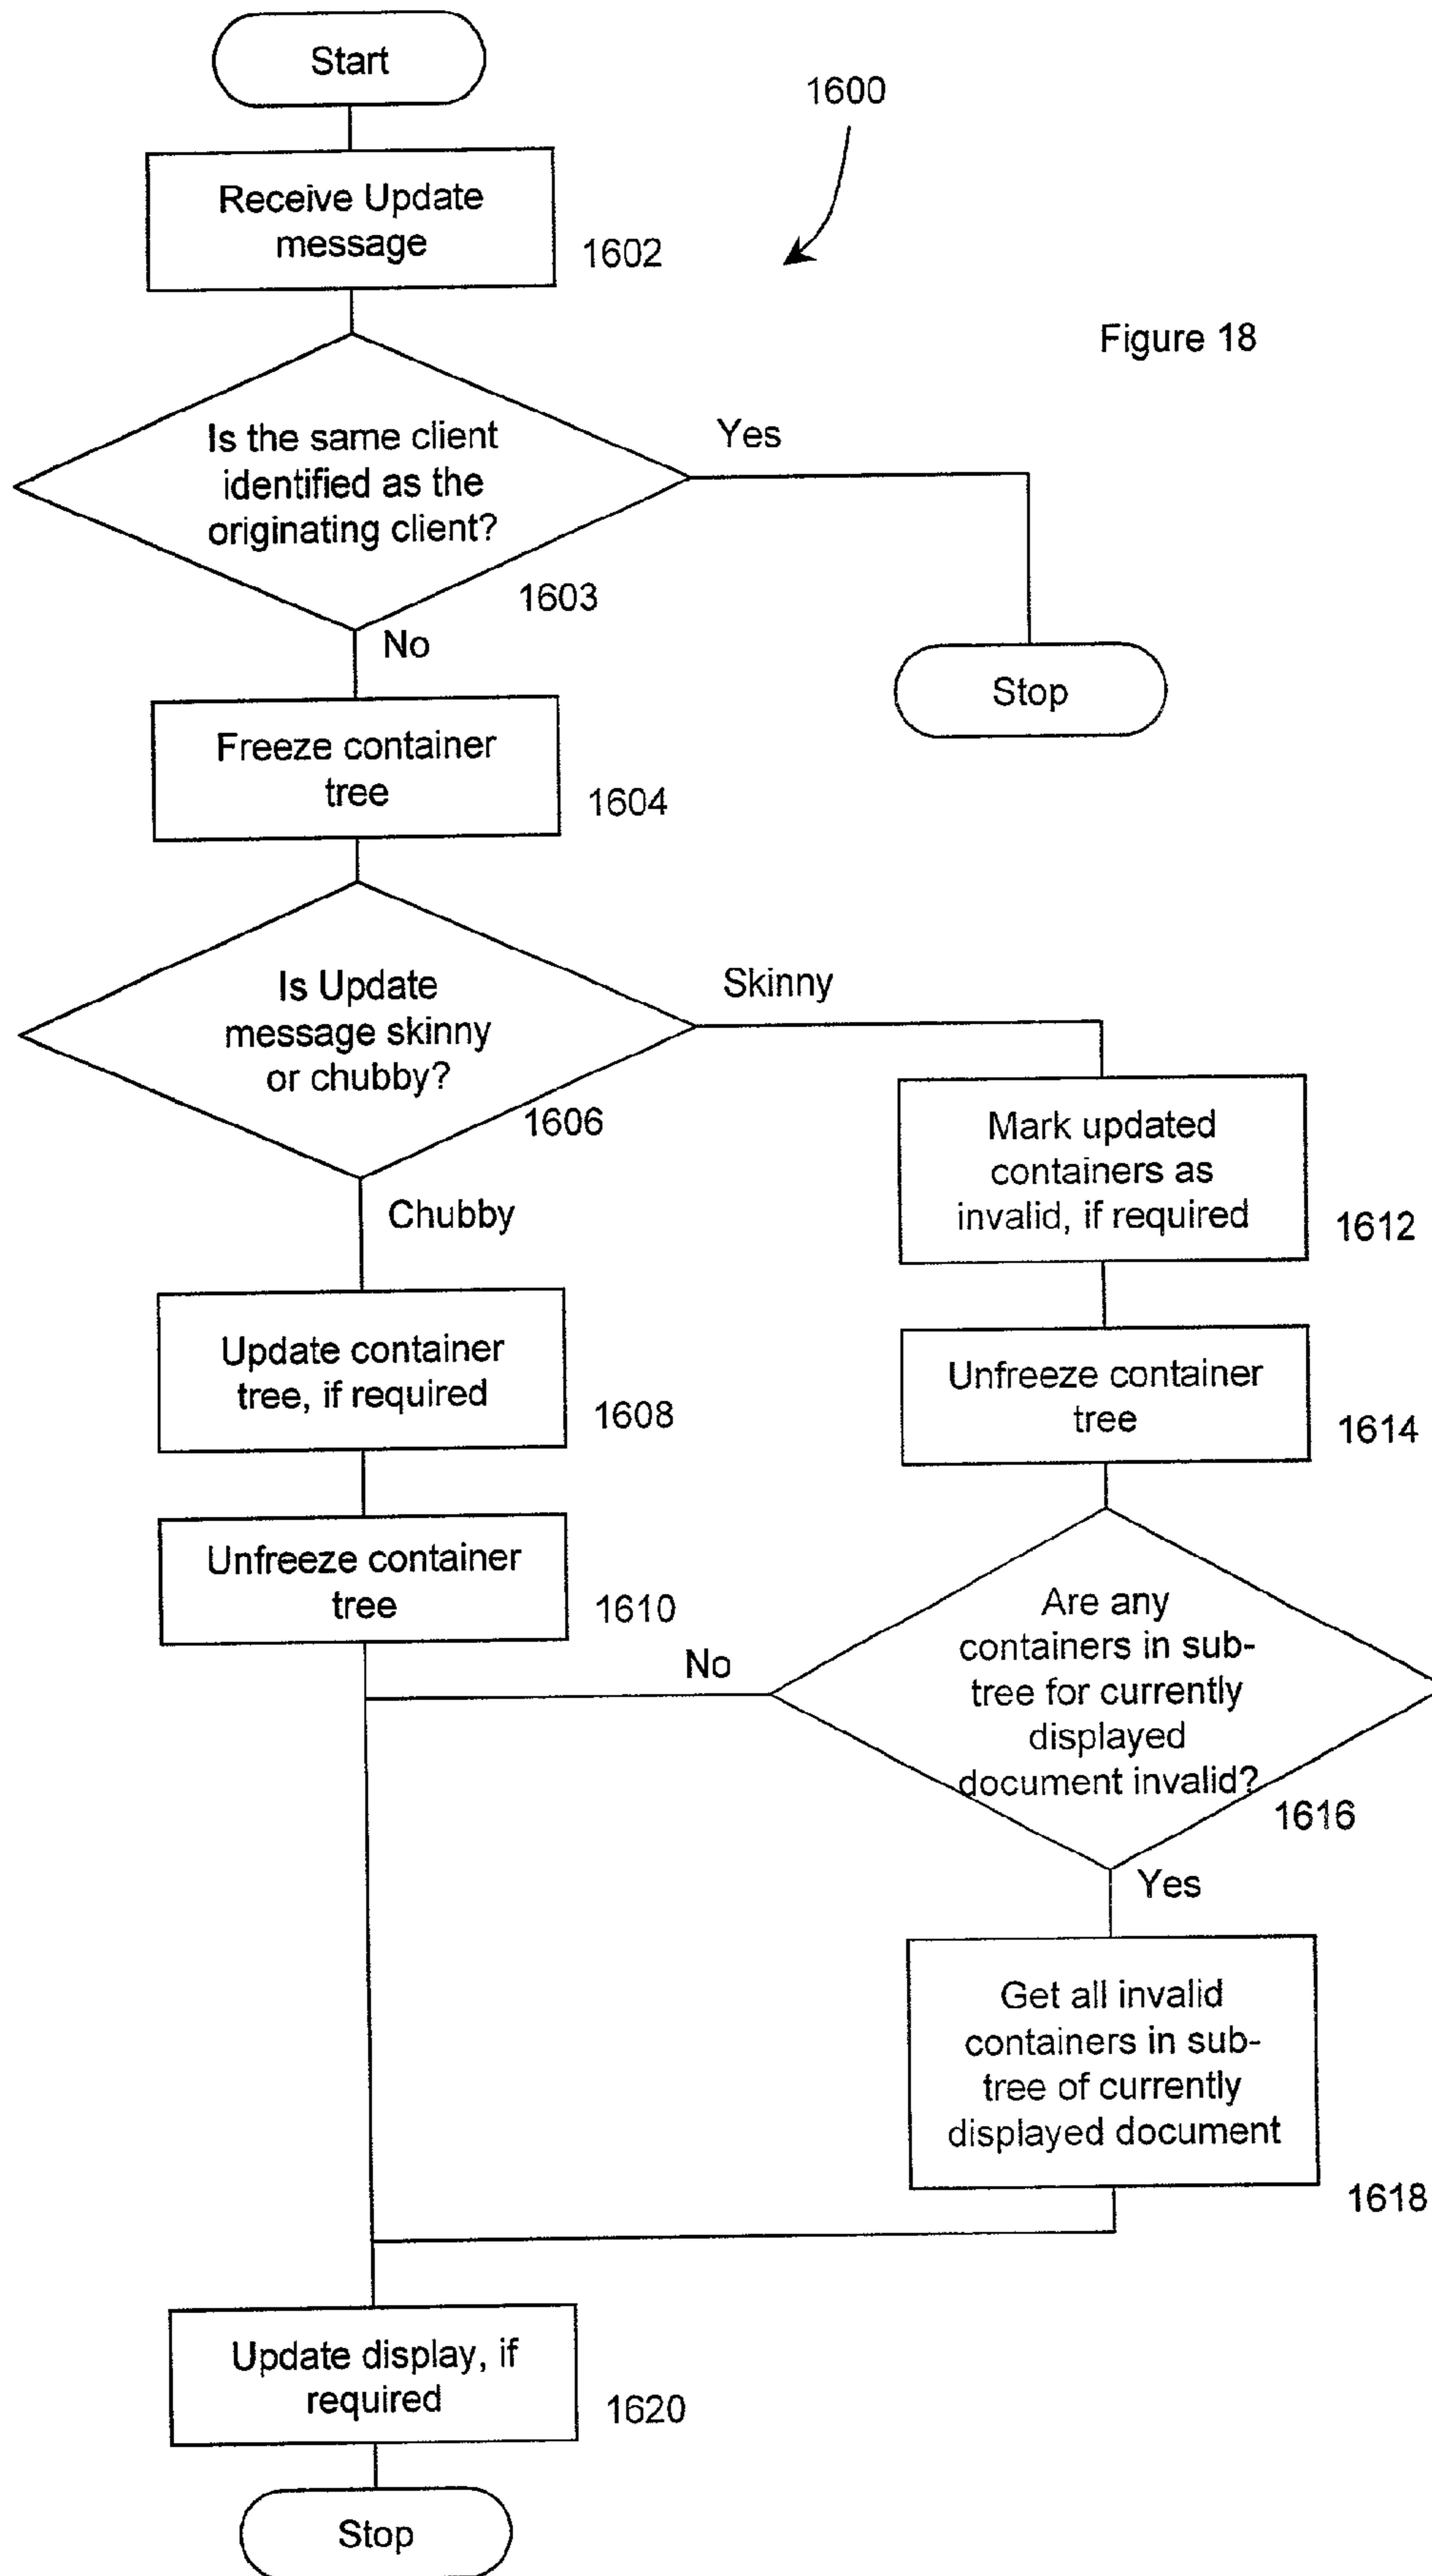 Start
1600
Receive Update
message
1602
Figure 18
Is the same client
identified as the
originating client?
Yes
1603
No
Stop
Freeze container
tree
1604
Is Update
message skinny
or chubby?
Skinny
1606
Chubby
Mark updated
containers as
invalid, if required
1612
Update container
tree, if required
1608
Unfreeze container
tree
1614
Unfreeze container
tree
1610
Are any
containers in sub-
tree for currently
displayed
document invalid?
No
1616
Yes
Get all invalid
containers in sub-
tree of currently
displayed document
1618
Update display, if
required
1620
Stop